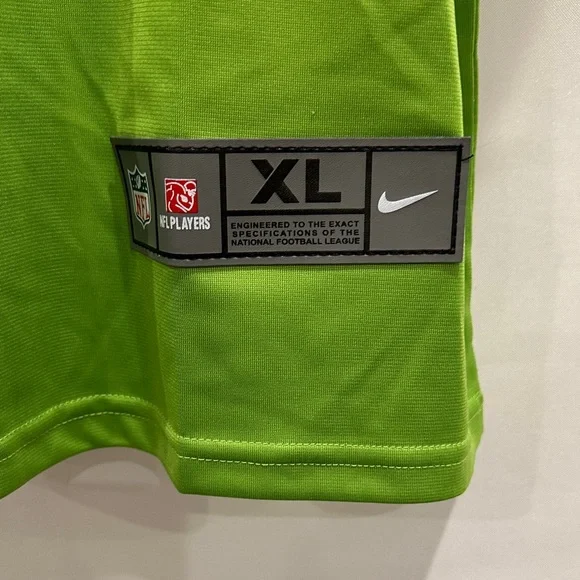 NFL
NFL PLAYERS
XL
ENGINEERED TO THE EXACT
SPECIFICATIONS OF THE
NATIONAL FOOTBALL LEAGUE